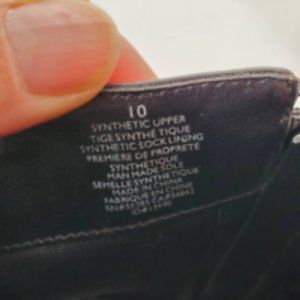 10
SYNTHETIC UPPER
TIGE SYNTHÉTIQUE
SYNTHETIC SOCK LINING
PREMIÈRE DE PROPRETÉ
SYNTHÉTIQUE
MAN MADE SOLE
SEMELLE SYNTHÉTIQUE
MADE IN CHINA
FABRIQUÉ EN CHINE